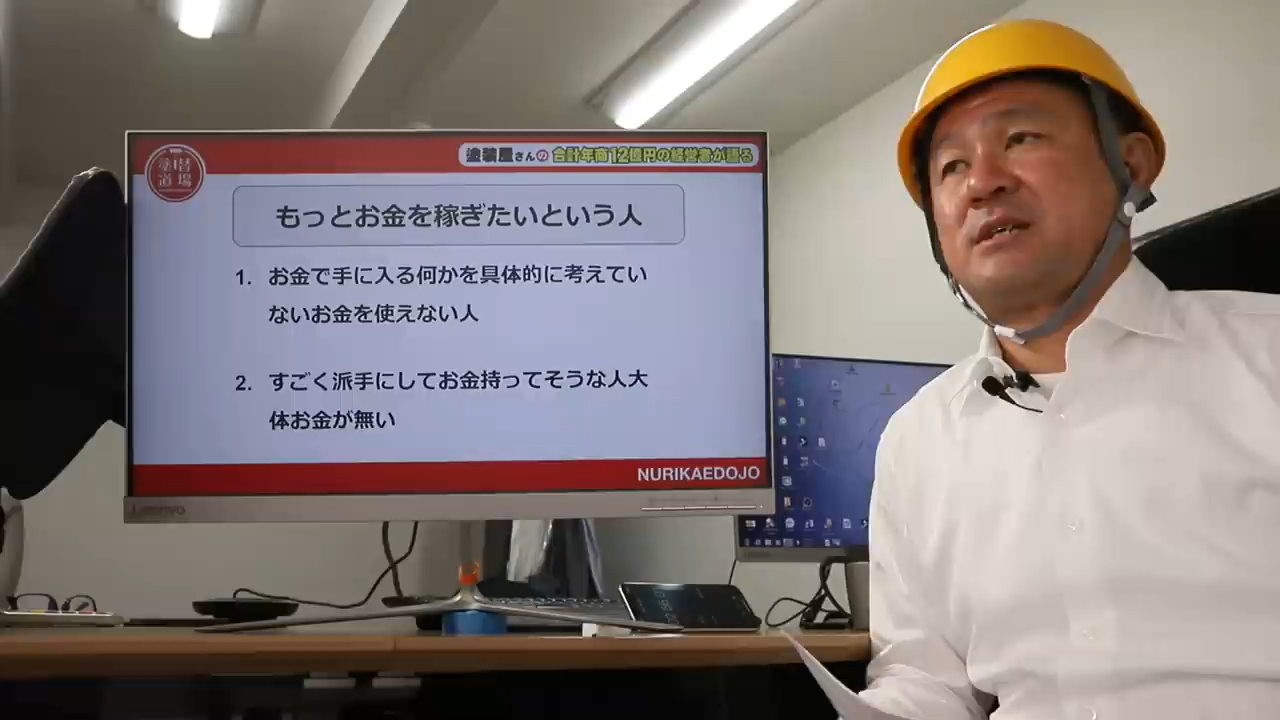 塗替
道場
塗装屋さんの 合計年商12億円の経営者が語る
もっとお金を稼ぎたいという人
1. お金で手に入る何かを具体的に考えてい
ないお金を使えない人
2. すごく派手にしてお金持ってそうな人大
体お金が無い
NURIKAEDOJO
Lenovo